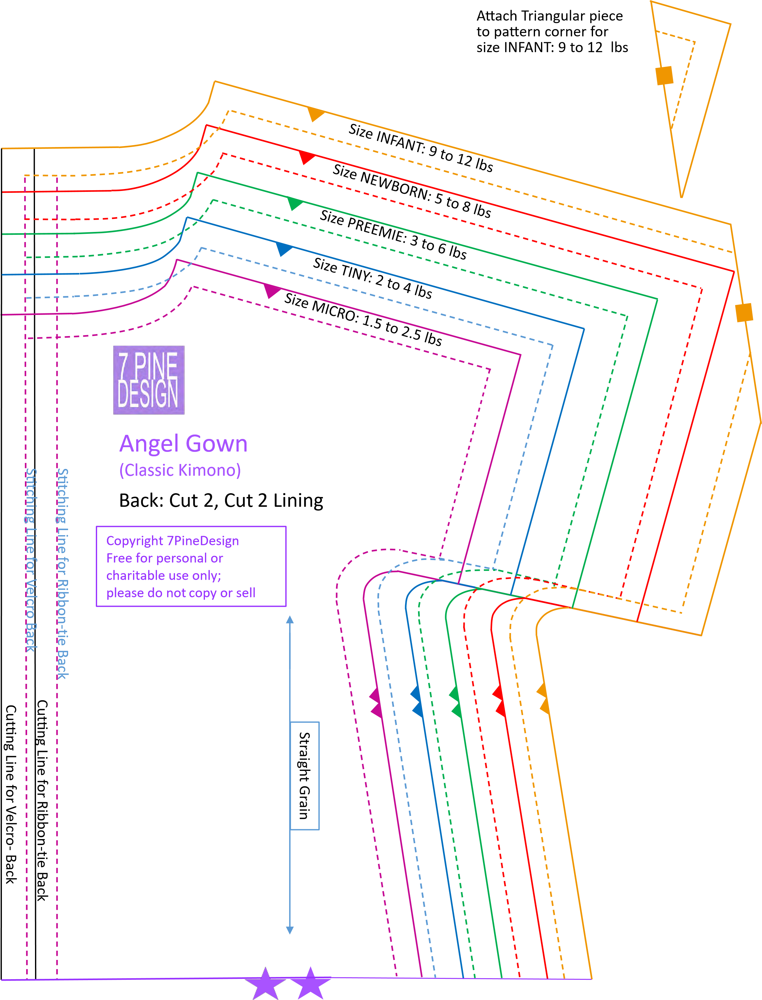 Attach Triangular piece
to pattern corner for
size INFANT: 9 to 12 lbs
Size INFANT: 9 to 12 lbs
Size NEWBORN: 5 to 8 lbs
Size PREEMIE: 3 to 6 lbs
Size TINY: 2 to 4 lbs
Size MICRO: 1.5 to 2.5 lbs
7 PINE
DESIGN
Angel Gown
(Classic Kimono)
Back: Cut 2, Cut 2 Lining
Copyright 7PineDesign
Free for personal or
charitable use only;
please do not copy or sell
Stitching Line for Velcro Back
Stitching Line for Ribbon-tie Back
Cutting Line for Velcro- Back
Cutting Line for Ribbon-tie Back
Straight Grain